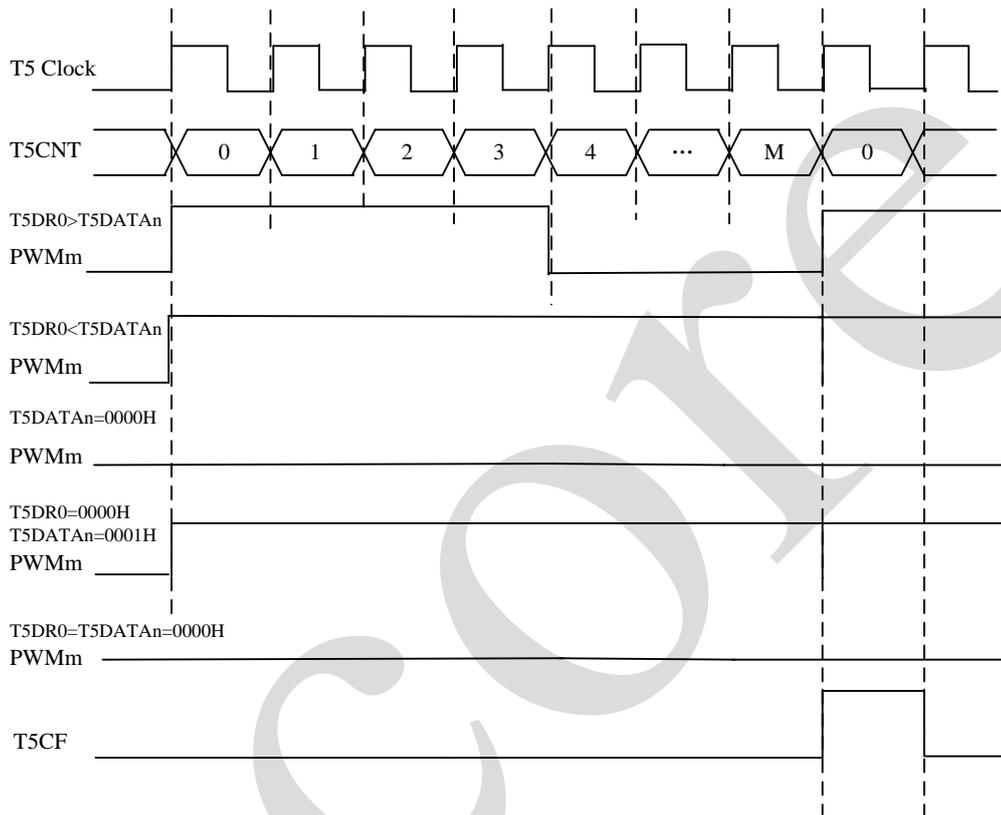 T5 Clock
T5CNT 0 1 2 3 4 ... M 0
T5DR0>T5DATAn
PWMm
T5DR0<T5DATAn
PWMm
T5DATAn=0000H
PWMm
T5DR0=0000H
T5DATAn=0001H
PWMm
T5DR0=T5DATAn=0000H
PWMm
T5CF
core